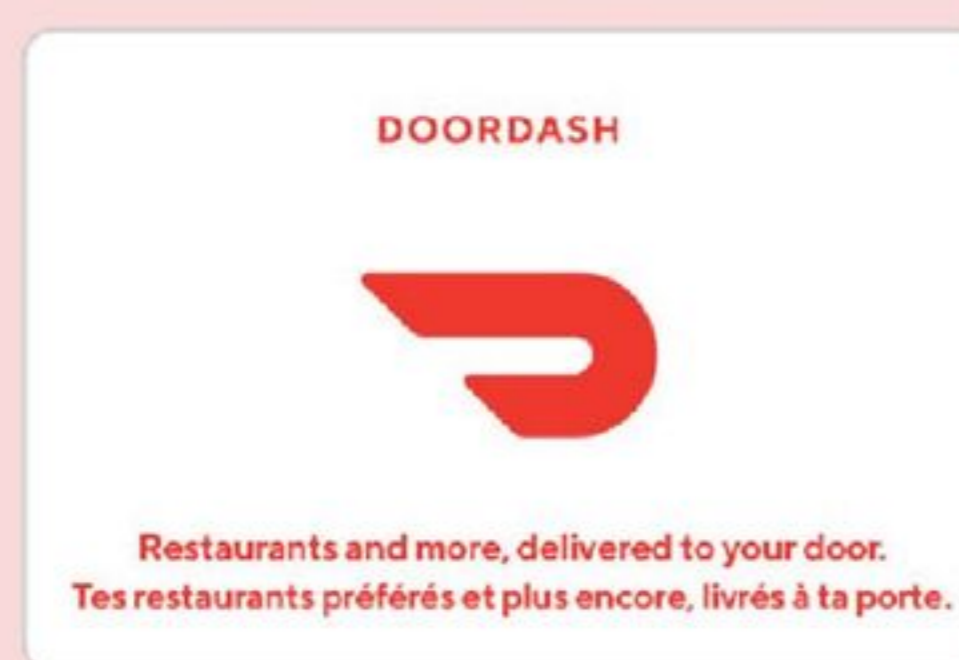 DOORDASH
Restaurants and more, delivered to your door.
Tes restaurants préférés et plus encore, livrés à ta porte.